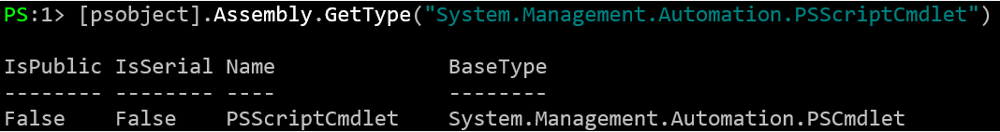 PS:1> [psobject].Assembly.GetType("System.Management.Automation.PSScriptCmdlet")
IsPublic IsSerial Name BaseType
-------- -------- ---- --------
False False PSScriptCmdlet System.Management.Automation.PSCmdlet